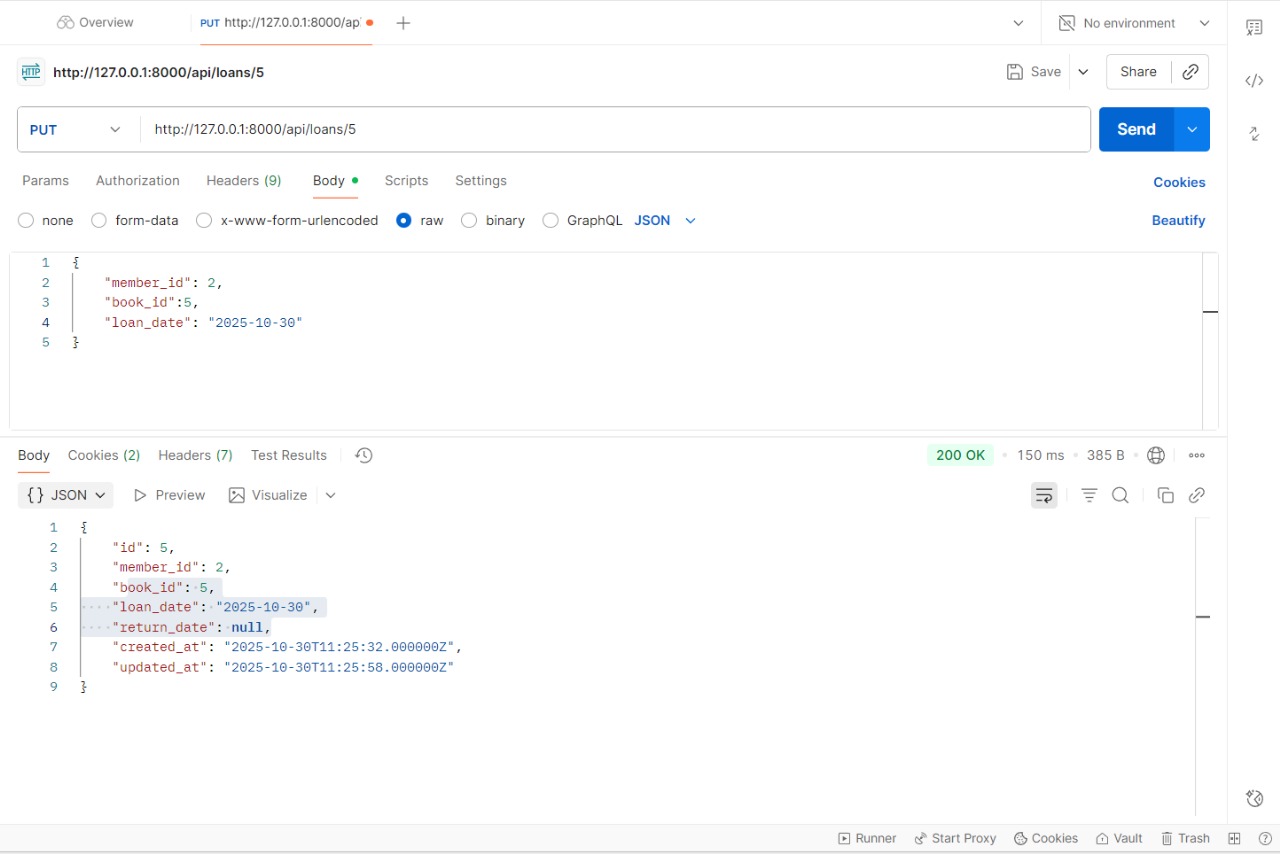 Overview
PUT http://127.0.0.1:8000/ap
No environment
HTTP http://127.0.0.1:8000/api/loans/5
Save
Share
PUT
http://127.0.0.1:8000/api/loans/5
Send
Params Authorization Headers (9) Body Scripts Settings
Cookies
none form-data x-www-form-urlencoded raw binary GraphQL JSON
Beautify
1 {
2 "member_id": 2,
3 "book_id":5,
4 "loan_date": "2025-10-30"
5 }
Body Cookies (2) Headers (7) Test Results
200 OK • 150 ms • 385 B •
{} JSON Preview Visualize
1 {
2 "id": 5,
3 "member_id": 2,
4 "book_id": 5,
5 "loan_date": "2025-10-30",
6 "return_date": null,
7 "created_at": "2025-10-30T11:25:32.000000Z",
8 "updated_at": "2025-10-30T11:25:58.000000Z"
9 }
Runner Start Proxy Cookies Vault Trash